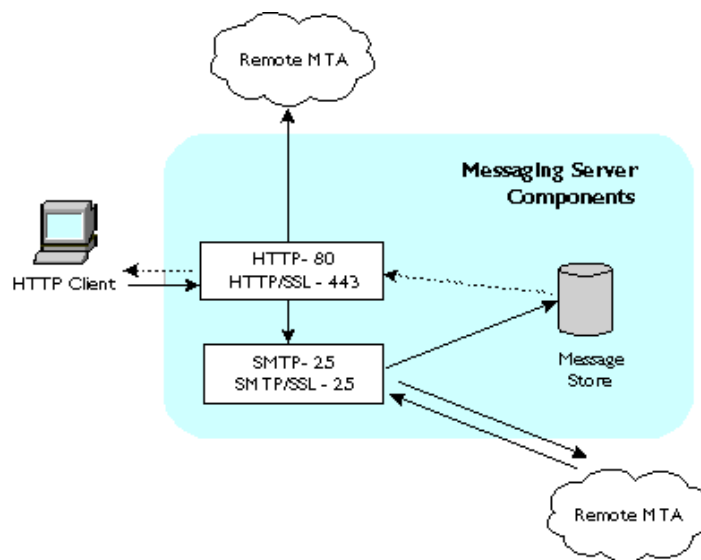 Remote MTA
Messaging Server
Components
HTTP- 80
HTTP/SSL - 443
HTTP Client
SMTP- 25
SMTP/SSL - 25
Message
Store
Remote MTA